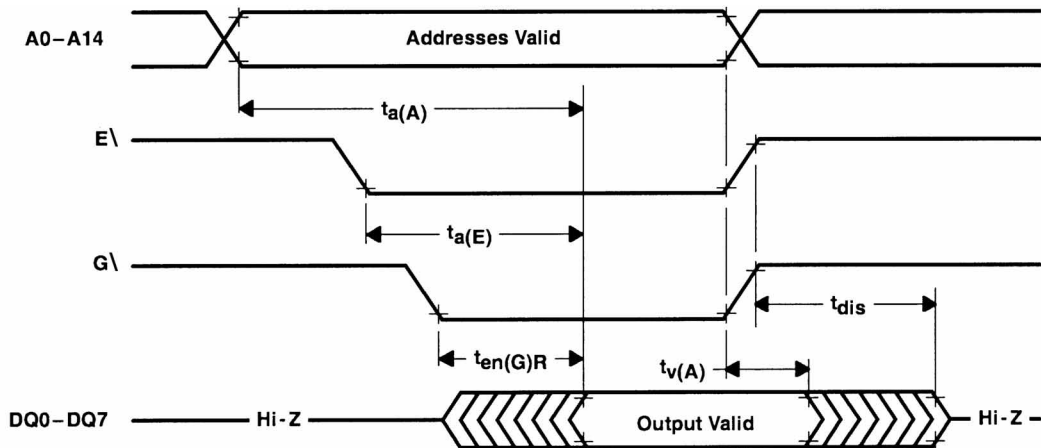 A0–A14
Addresses Valid
ta(A)
E\
ta(E)
G\
tdis
ten(G)R
tv(A)
DQ0–DQ7
Hi-Z
Output Valid
Hi-Z